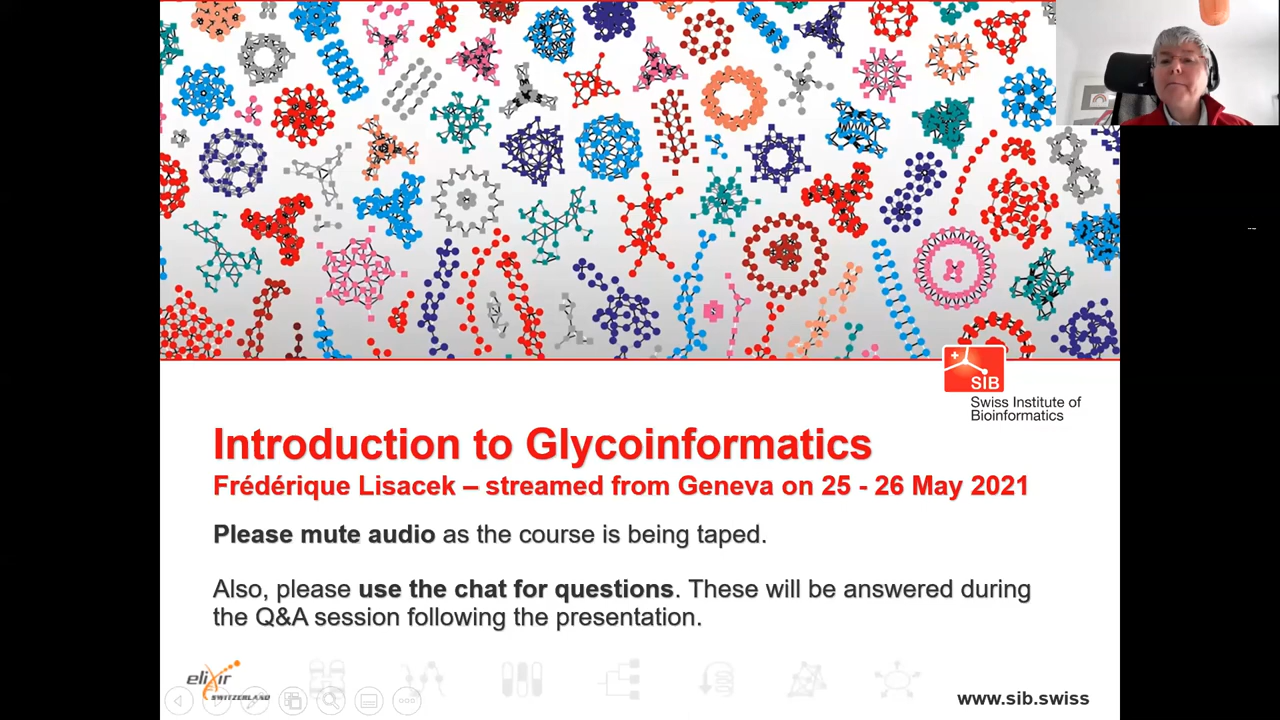 SIB
Swiss Institute of
Bioinformatics
Introduction to Glycoinformatics
Frédérique Lisacek – streamed from Geneva on 25 - 26 May 2021
Please mute audio as the course is being taped.
Also, please use the chat for questions. These will be answered during
the Q&A session following the presentation.
elixir
SWITZERLAND
www.sib.swiss